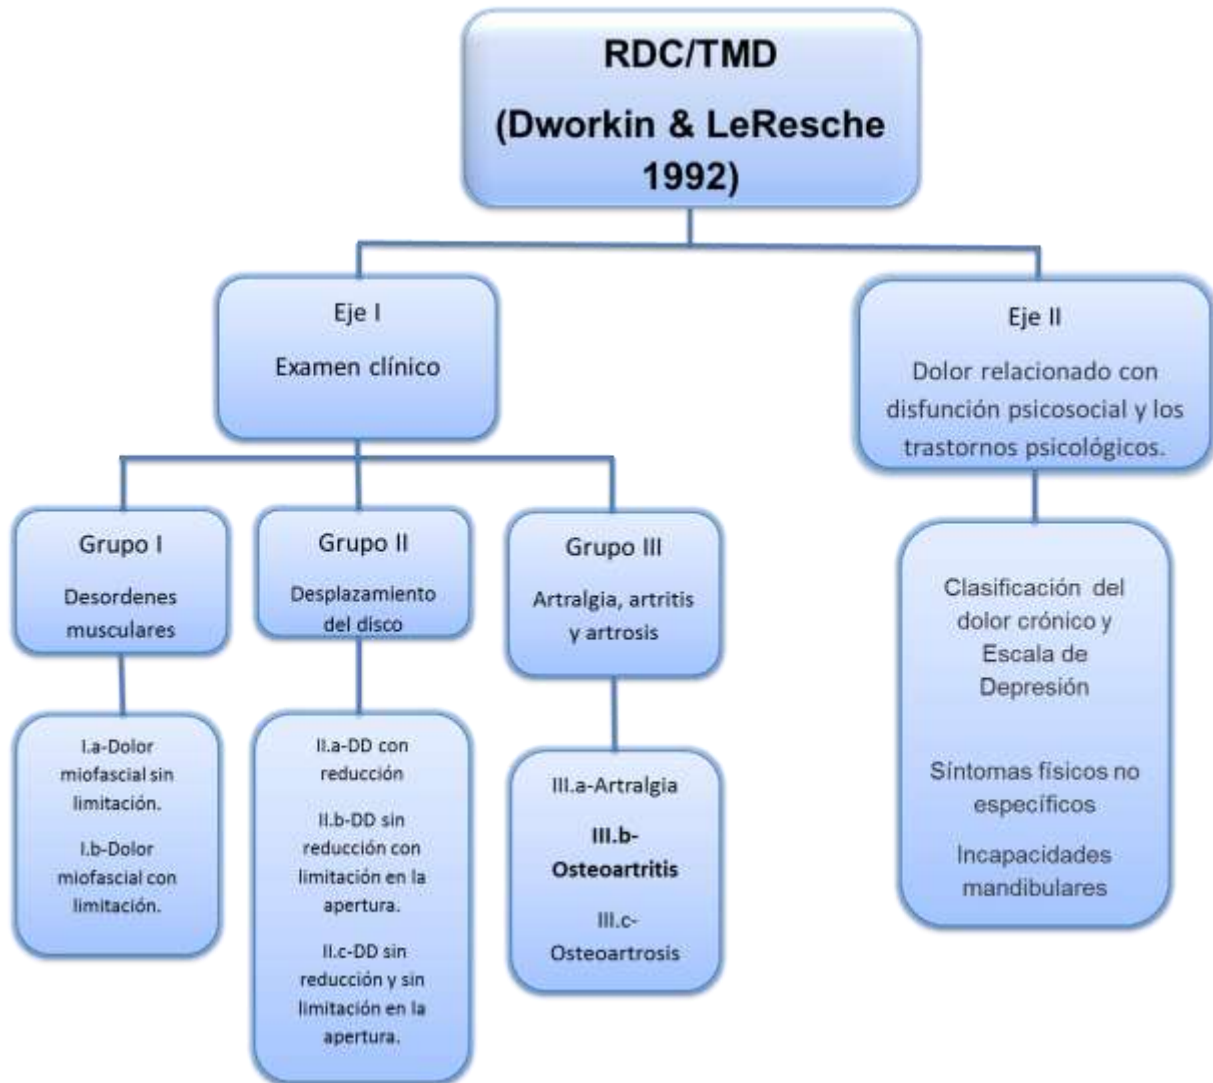 RDC/TMD
(Dworkin & LeResche
1992)
Eje I
Examen clínico
Eje II
Dolor relacionado con
disfunción psicosocial y los
trastornos psicológicos.
Grupo I
Desordenes
musculares
Grupo II
Desplazamiento
del disco
Grupo III
Artralgia, artritis
y artrosis
I.a-Dolor
miofascial sin
limitación.
I.b-Dolor
miofascial con
limitación.
II.a-DD con
reducción
II.b-DD sin
reducción con
limitación en la
apertura.
II.c-DD sin
reducción y sin
limitación en la
apertura.
III.a-Artralgia
III.b-
Osteoartritis
III.c-
Osteoartrosis
Clasificación del
dolor crónico y
Escala de
Depresión
Síntomas físicos no
específicos
Incapacidades
mandibulares